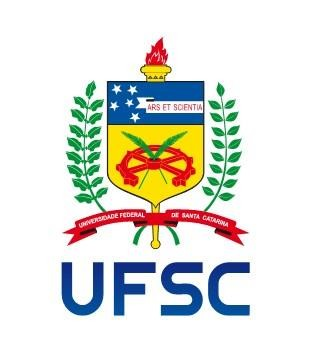 ARS ET SCIENTIA
UNIVERSIDADE FEDERAL DE SANTA CATARINA
UFSC